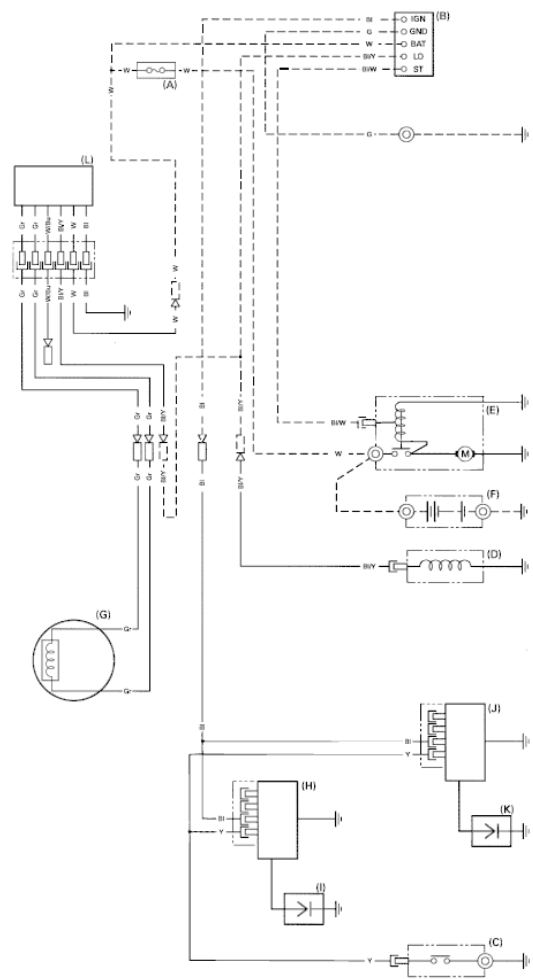 (B)
Bl IGN
G GND
W BAT
Bl/Y LO
Bl/W ST
W W
(A)
W
G
(L)
Gr Gr W/Bu Bl/Y W Bl
Gr Gr W/Bu Bl/Y W Bl
W
W
(E)
Bl/W
W
M
Gr Gr Bl/Y Bl Bl/Y
Gr Gr Bl/Y Bl Bl/Y
(F)
(D)
Bl/Y
(G)
Gr
Gr
Bl
(J)
Bl
Y
(H)
Bl
Y
(K)
(I)
(C)
Y